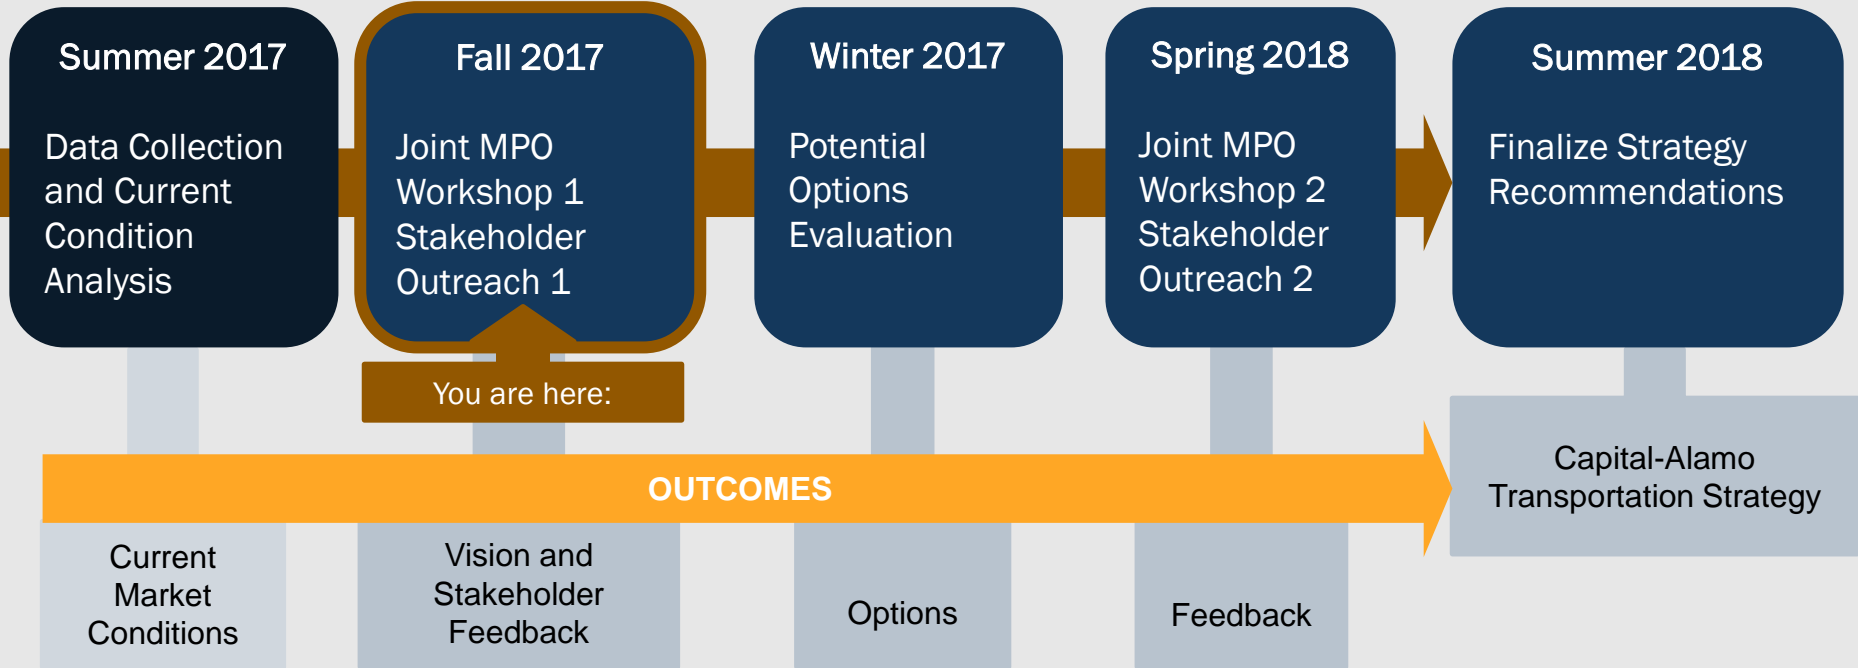 Summer 2017
Data Collection
and Current
Condition
Analysis
Fall 2017
Joint MPO
Workshop 1
Stakeholder
Outreach 1
Winter 2017
Potential
Options
Evaluation
Spring 2018
Joint MPO
Workshop 2
Stakeholder
Outreach 2
Summer 2018
Finalize Strategy
Recommendations
You are here:
OUTCOMES
Current
Market
Conditions
Vision and
Stakeholder
Feedback
Options
Feedback
Capital-Alamo
Transportation Strategy